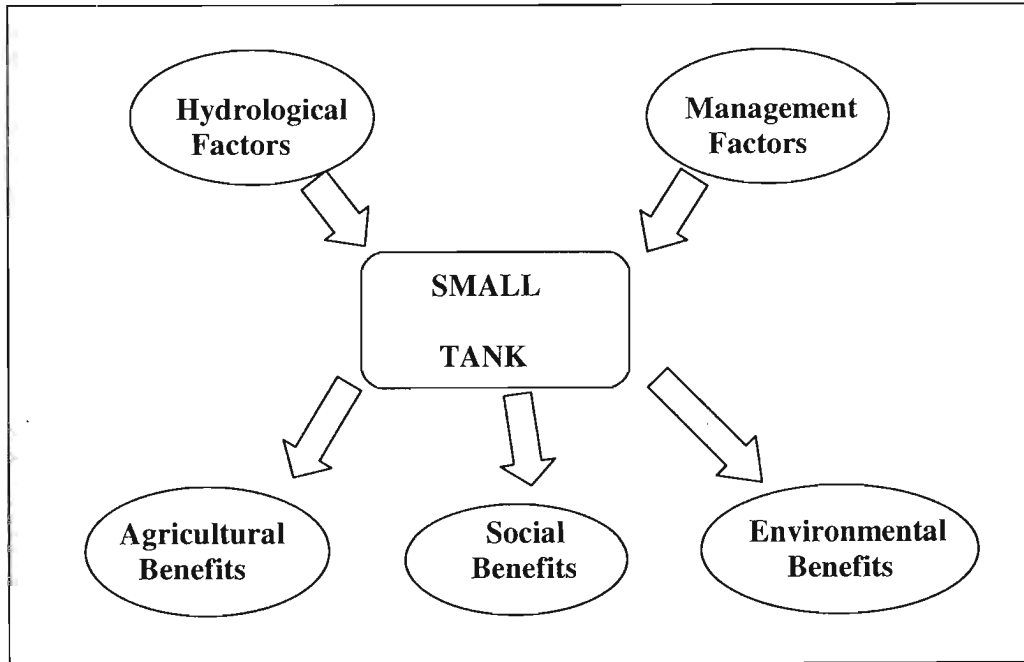 Hydrological
Factors
Management
Factors
SMALL
TANK
Agricultural
Benefits
Social
Benefits
Environmental
Benefits